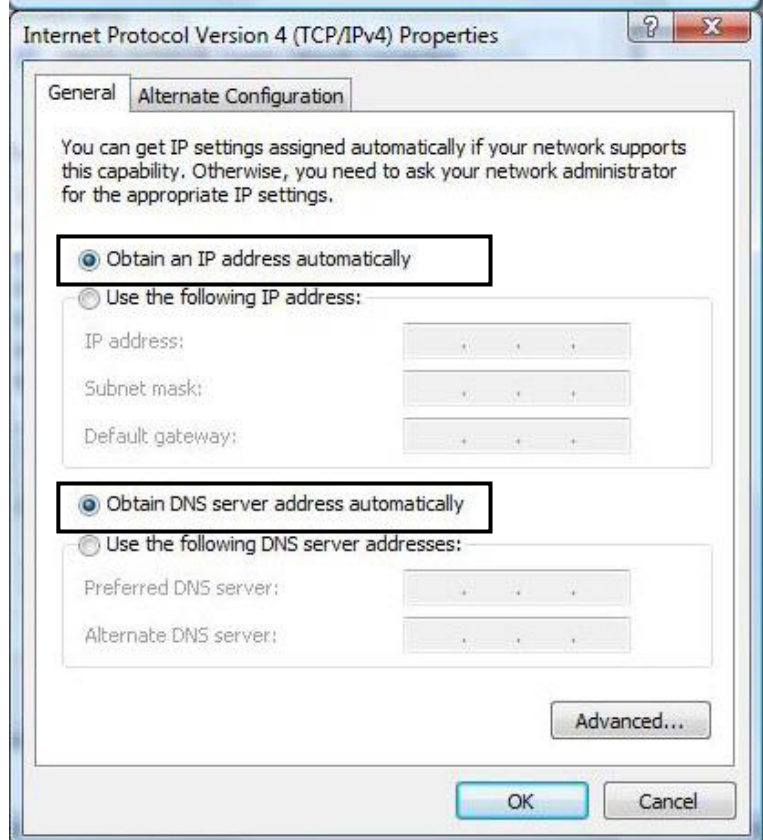 Internet Protocol Version 4 (TCP/IPv4) Properties
? X
General Alternate Configuration
You can get IP settings assigned automatically if your network supports
this capability. Otherwise, you need to ask your network administrator
for the appropriate IP settings.
Obtain an IP address automatically
Use the following IP address:
IP address: . . .
Subnet mask: . . .
Default gateway: . . .
Obtain DNS server address automatically
Use the following DNS server addresses:
Preferred DNS server: . . .
Alternate DNS server: . . .
Advanced...
OK Cancel